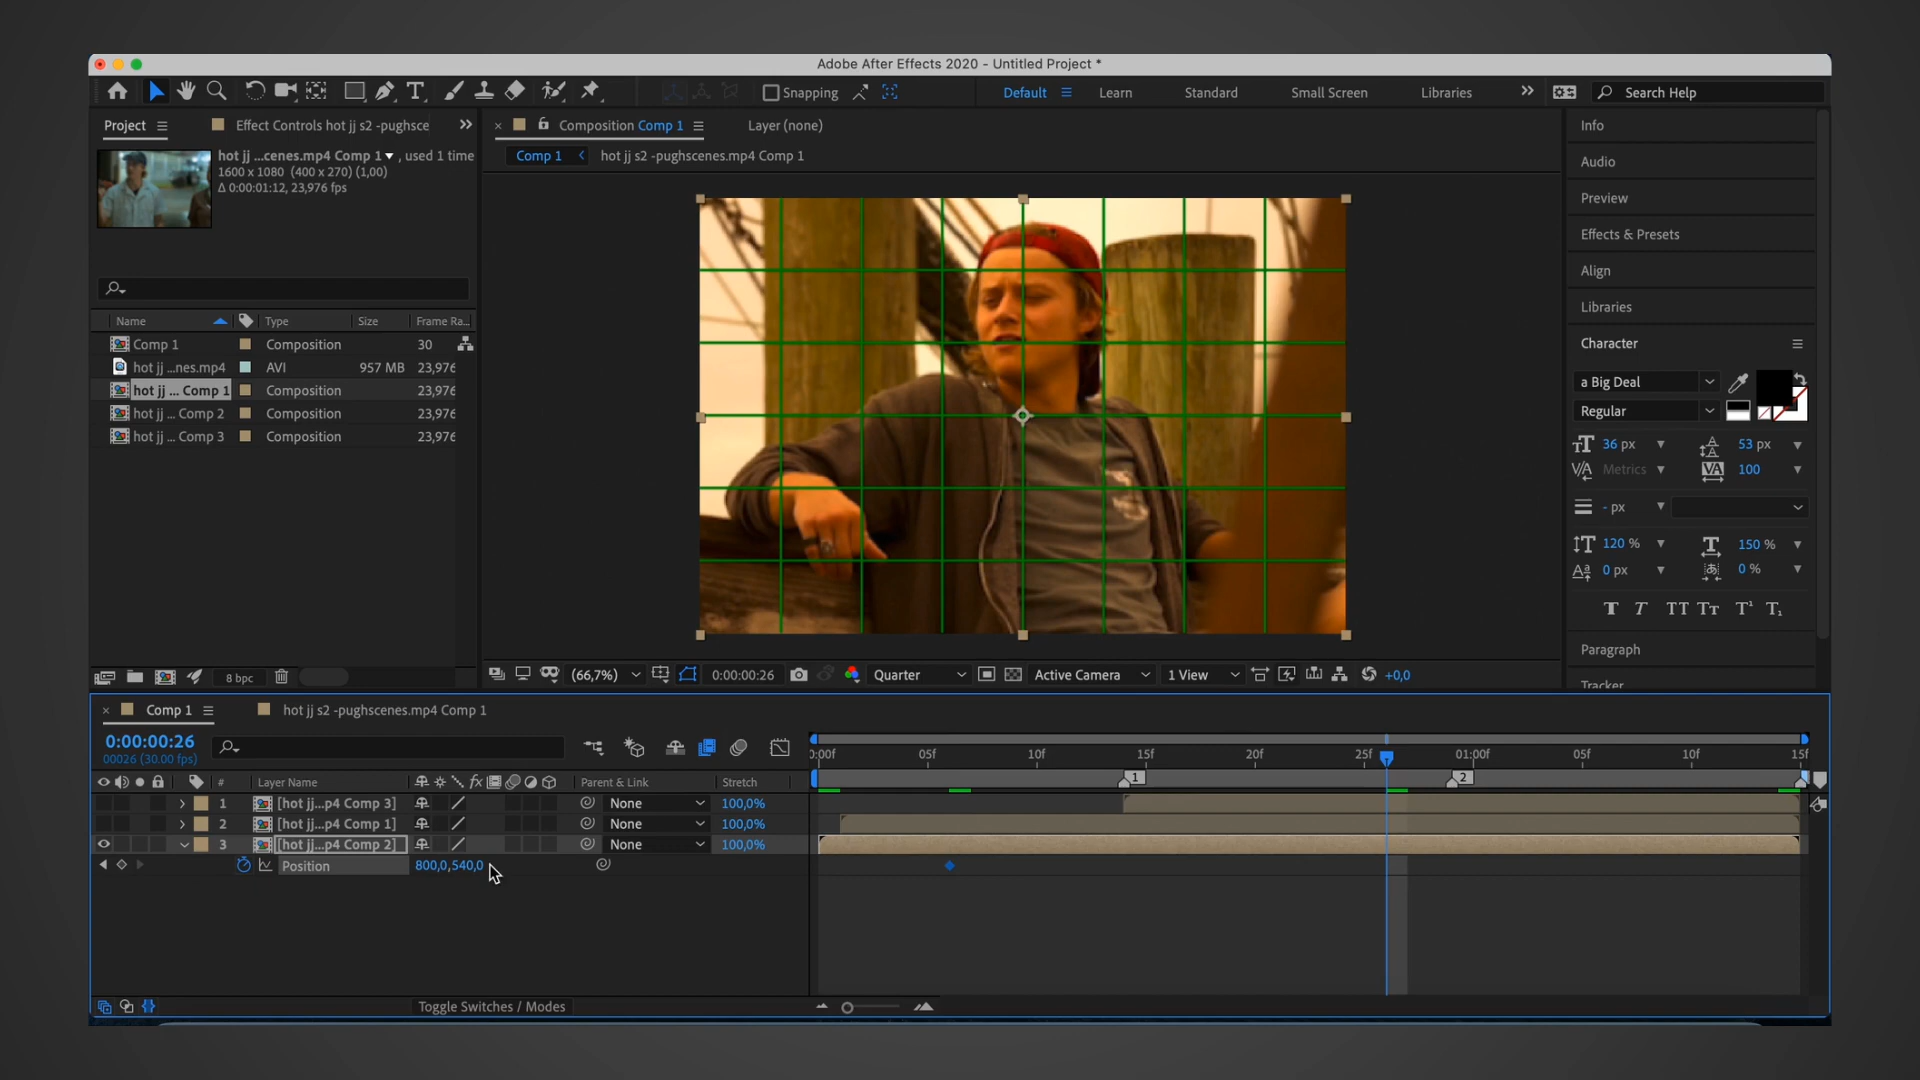 Adobe After Effects 2020 - Untitled Project *
Snapping
Default
Learn
Standard
Small Screen
Libraries
Search Help
Project
Effect Controls hot jj s2 -pughsce
Composition Comp 1
Layer (none)
hot jj ...cenes.mp4 Comp 1 , used 1 time
1600 x 1080 (400 x 270) (1,00)
Δ 0:00:01:12, 23,976 fps
Comp 1
hot jj s2 -pughscenes.mp4 Comp 1
Name Type Size Frame Ra...
Comp 1 Composition 30
hot jj ...nes.mp4 AVI 957 MB 23,976
hot jj ... Comp 1 Composition 23,976
hot jj ... Comp 2 Composition 23,976
hot jj ... Comp 3 Composition 23,976
8 bpc
(66,7%) 0:00:00:26 Quarter Active Camera 1 View +0,0
Info
Audio
Preview
Effects & Presets
Align
Libraries
Character
a Big Deal
Regular
36 px 53 px
Metrics 100
- px
120 % 150 %
0 px 0 %
T T TT Tт T¹ T₁
Paragraph
Tracker
Comp 1
hot jj s2 -pughscenes.mp4 Comp 1
0:00:00:26
00026 (30.00 fps)
0:00f 05f 10f 15f 20f 25f 01:00f 05f 10f 15f
1 2
# Layer Name fx Parent & Link Stretch
1 [hot jj...p4 Comp 3] None 100,0%
2 [hot jj...p4 Comp 1] None 100,0%
3 [hot jj...p4 Comp 2] None 100,0%
Position 800,0,540,0
Toggle Switches / Modes